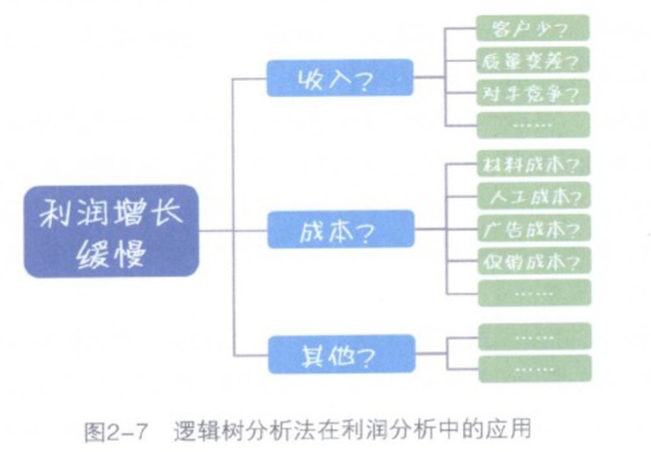 利润增长
缓慢
收入?
客户少?
质量变差?
对手竞争?
……
成本?
材料成本?
人工成本?
广告成本?
促销成本?
……
其他?
……
……
图2-7 逻辑树分析法在利润分析中的应用